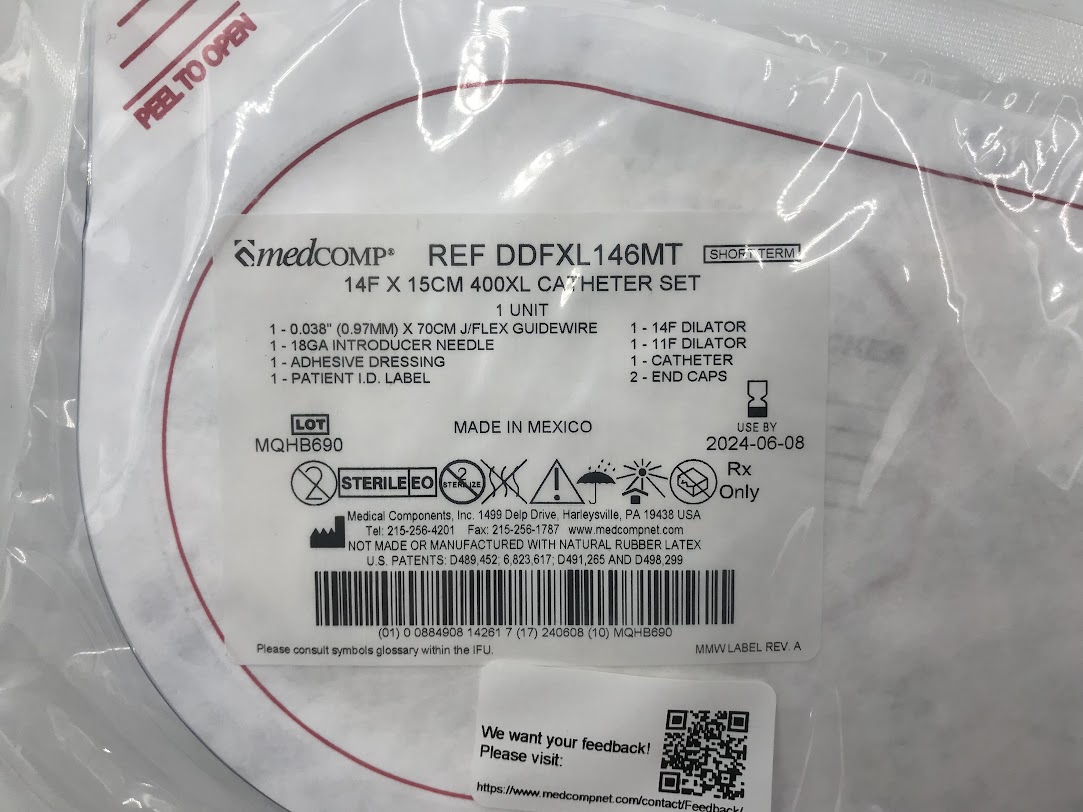 PEEL TO OPEN
medcomp® REF DDFXL146MT SHORT TERM
14F X 15CM 400XL CATHETER SET
1 UNIT
1 - 0.038" (0.97MM) X 70CM J/FLEX GUIDEWIRE 1 - 14F DILATOR
1 - 18GA INTRODUCER NEEDLE 1 - 11F DILATOR
1 - ADHESIVE DRESSING 1 - CATHETER
1 - PATIENT I.D. LABEL 2 - END CAPS
LOT MADE IN MEXICO USE BY
MQHB690 2024-06-08
2 STERILE EO 2 STERILIZE Rx
Only
Medical Components, Inc. 1499 Delp Drive, Harleysville, PA 19438 USA
Tel: 215-256-4201 Fax: 215-256-1787 www.medcompnet.com
NOT MADE OR MANUFACTURED WITH NATURAL RUBBER LATEX
U.S. PATENTS: D489,452; 6,823,617; D491,265 AND D498,299
(01) 0 0884908 14261 7 (17) 240608 (10) MQHB690
Please consult symbols glossary within the IFU. MMW LABEL REV. A
We want your feedback!
Please visit:
https://www.medcompnet.com/contact/Feedback/